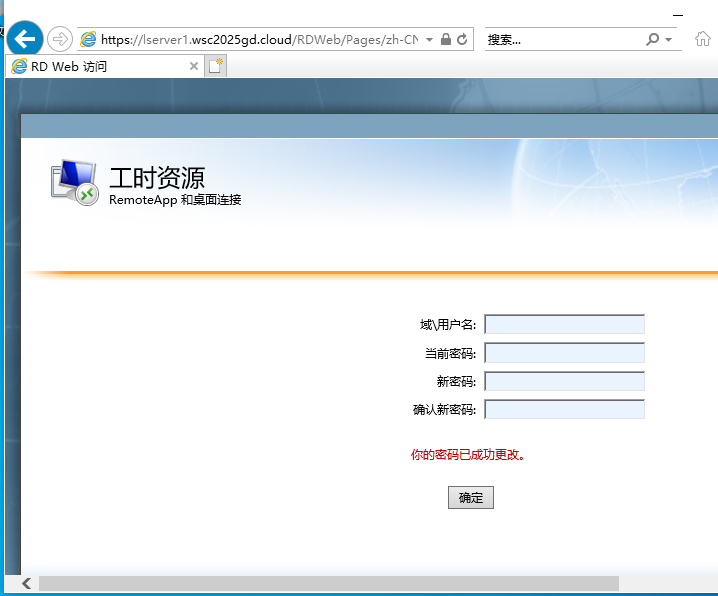 https://lserver1.wsc2025gd.cloud/RDWeb/Pages/zh-CN
搜索...
RD Web 访问
工时资源
RemoteApp 和桌面连接
域\用户名:
当前密码:
新密码:
确认新密码:
你的密码已成功更改。
确定